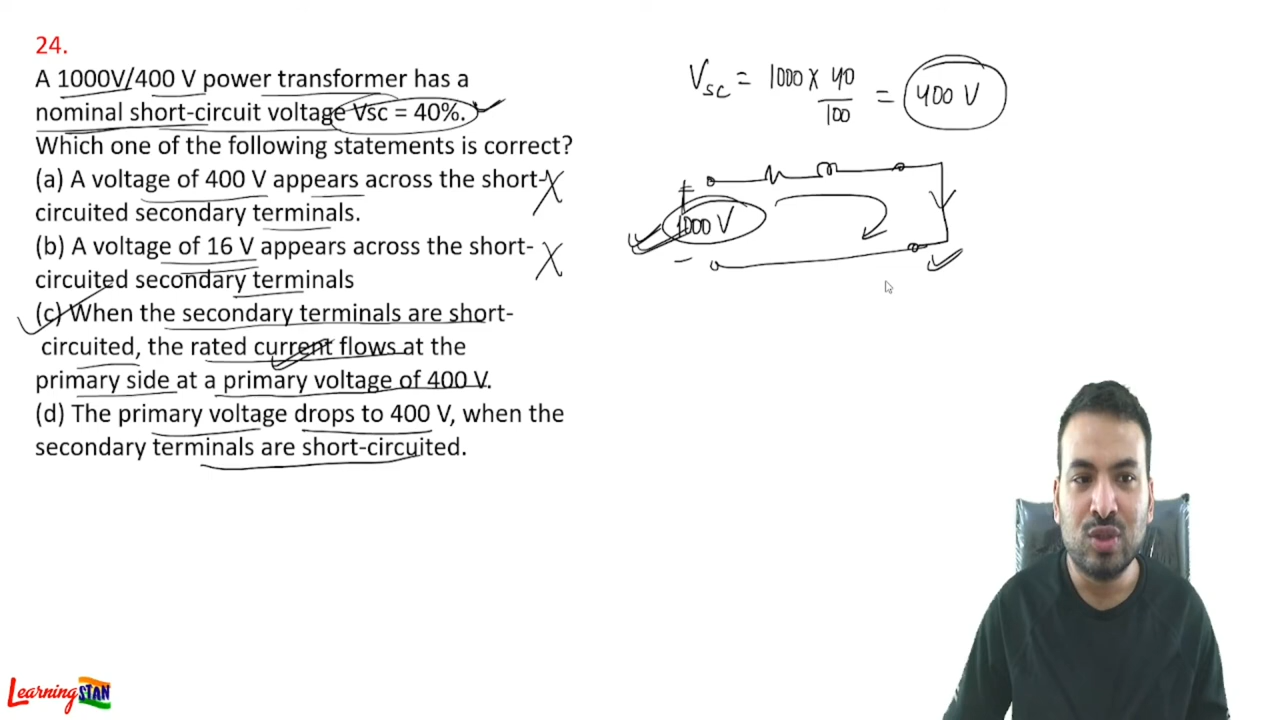 24.
A 1000V/400 V power transformer has a
nominal short-circuit voltage Vsc = 40%.
Which one of the following statements is correct?
(a) A voltage of 400 V appears across the short-
circuited secondary terminals.
(b) A voltage of 16 V appears across the short-
circuited secondary terminals
(c) When the secondary terminals are short-
circuited, the rated current flows at the
primary side at a primary voltage of 400 V.
(d) The primary voltage drops to 400 V, when the
secondary terminals are short-circuited.
V_SC = 1000 × 40/100 = 400 V
+
1000 V
-
Learning STAN